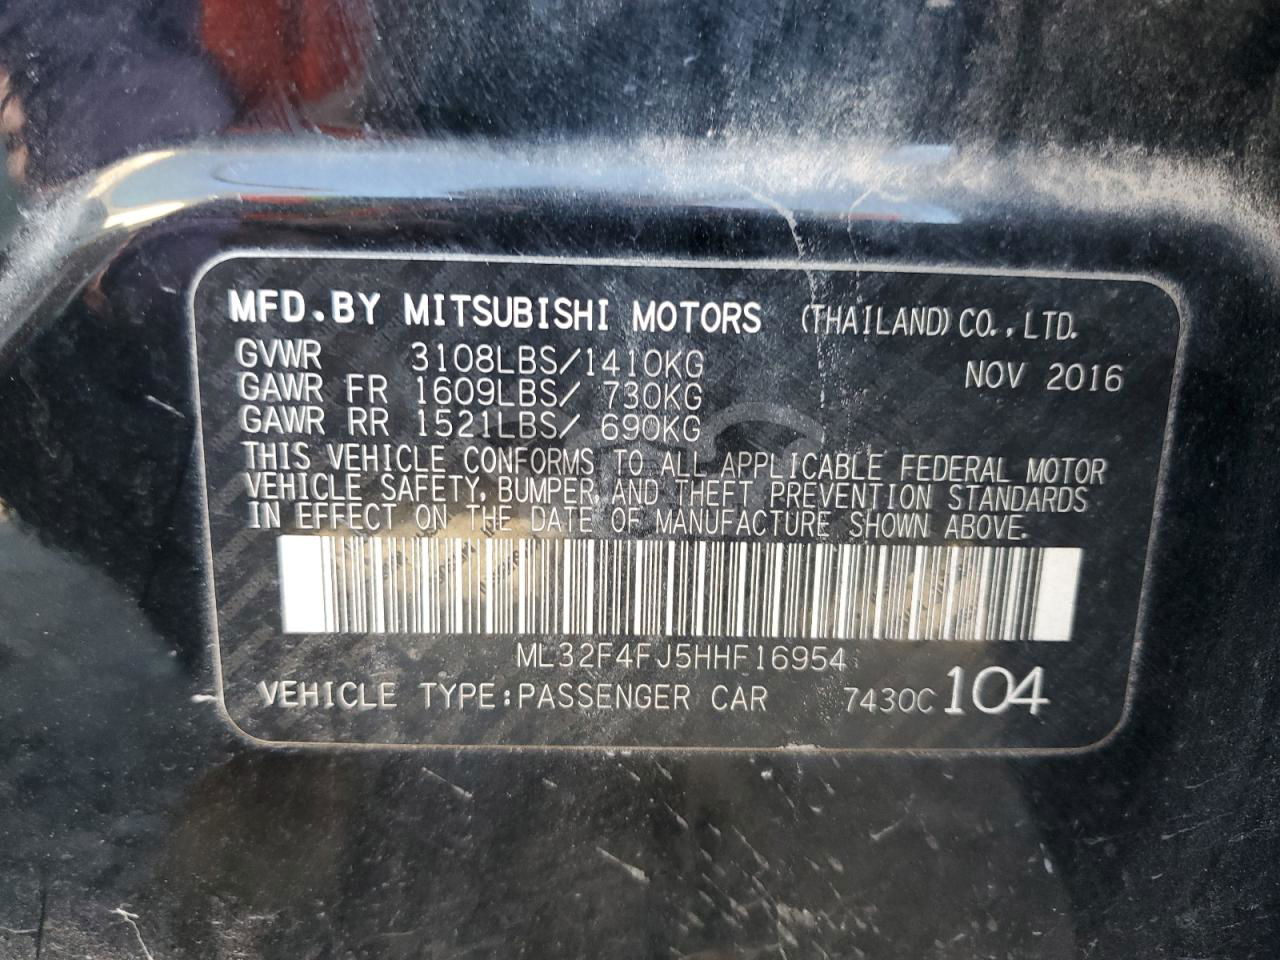 MFD.BY MITSUBISHI MOTORS (THAILAND) CO.,LTD.
GVWR 3108LBS/1410KG NOV 2016
GAWR FR 1609LBS/ 730KG
GAWR RR 1521LBS/ 690KG
THIS VEHICLE CONFORMS TO ALL APPLICABLE FEDERAL MOTOR
VEHICLE SAFETY, BUMPER, AND THEFT PREVENTION STANDARDS
IN EFFECT ON THE DATE OF MANUFACTURE SHOWN ABOVE.
ML32F4FJ5HHF16954
VEHICLE TYPE:PASSENGER CAR 7430C 104